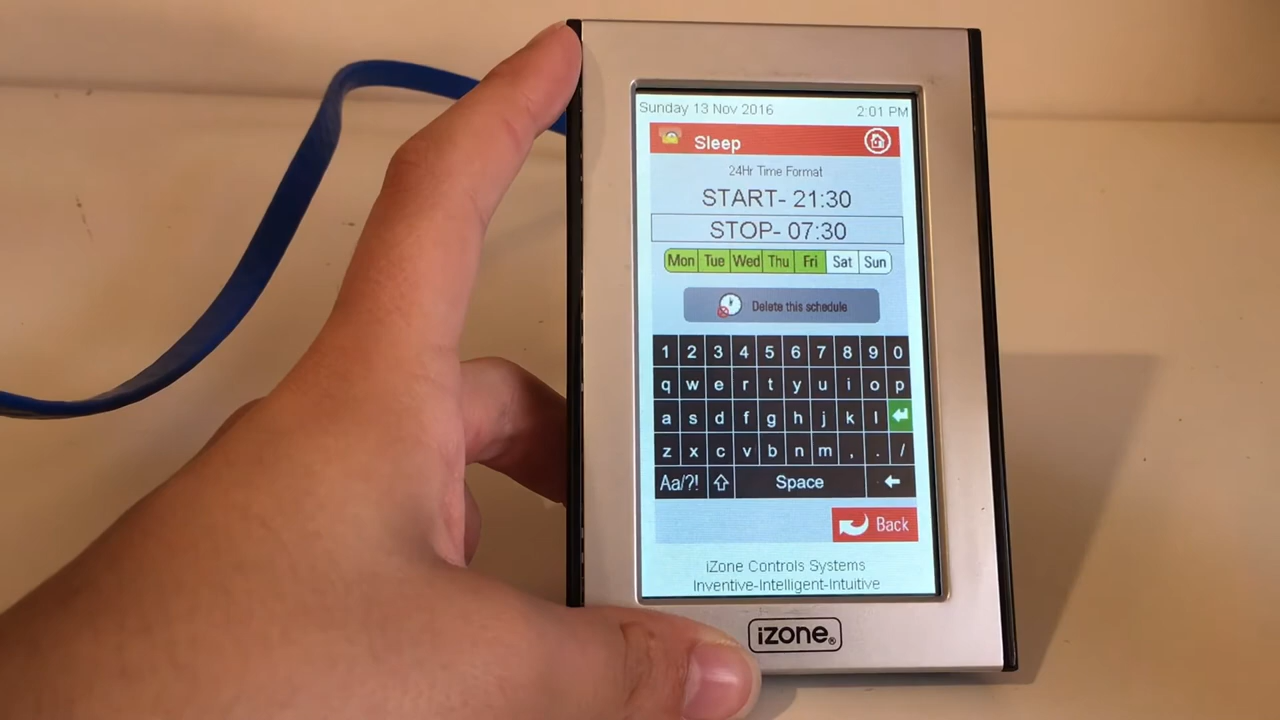 Sunday 13 Nov 2016 2:01 PM
Sleep
24Hr Time Format
START- 21:30
STOP- 07:30
Mon Tue Wed Thu Fri Sat Sun
Delete this schedule
1 2 3 4 5 6 7 8 9 0
q w e r t y u i o p
a s d f g h j k l
z x c v b n m , . /
Aa/?! Space
Back
iZone Controls Systems
Inventive-Intelligent-Intuitive
iZONE®